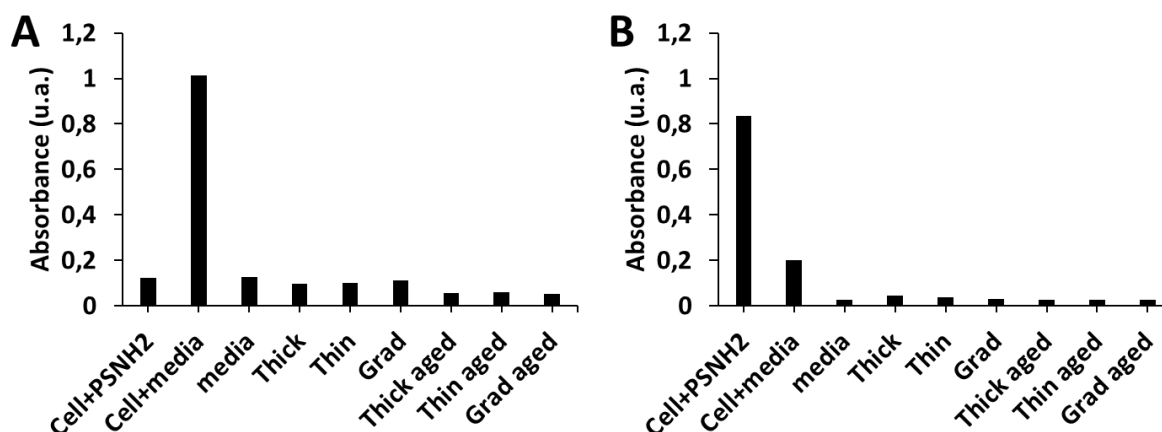 A
Absorbance (u.a.)
1,2
1
0,8
0,6
0,4
0,2
0
Cell+PSNH2
Cell+media
media
Thick
Thin
Grad
Thick aged
Thin aged
Grad aged
B
Absorbance (u.a.)
1,2
1
0,8
0,6
0,4
0,2
0
Cell+PSNH2
Cell+media
media
Thick
Thin
Grad
Thick aged
Thin aged
Grad aged